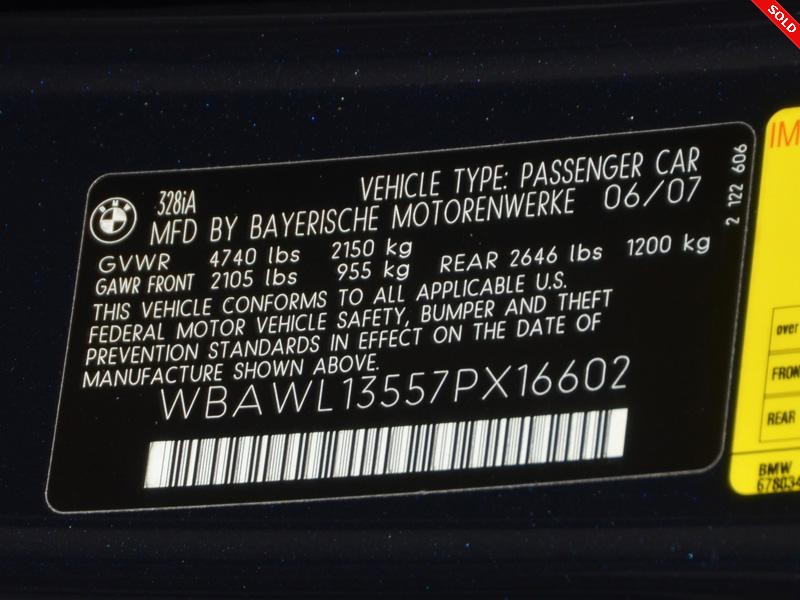 SOLD
BMW
328iA
VEHICLE TYPE: PASSENGER CAR
MFD BY BAYERISCHE MOTORENWERKE 06/07
GVWR 4740 lbs 2150 kg
GAWR FRONT 2105 lbs 955 kg REAR 2646 lbs 1200 kg
THIS VEHICLE CONFORMS TO ALL APPLICABLE U.S.
FEDERAL MOTOR VEHICLE SAFETY, BUMPER AND THEFT
PREVENTION STANDARDS IN EFFECT ON THE DATE OF
MANUFACTURE SHOWN ABOVE.
WBAWL13557PX16602
2 122 606
IM
over
FRON
REAR
BMW
678034